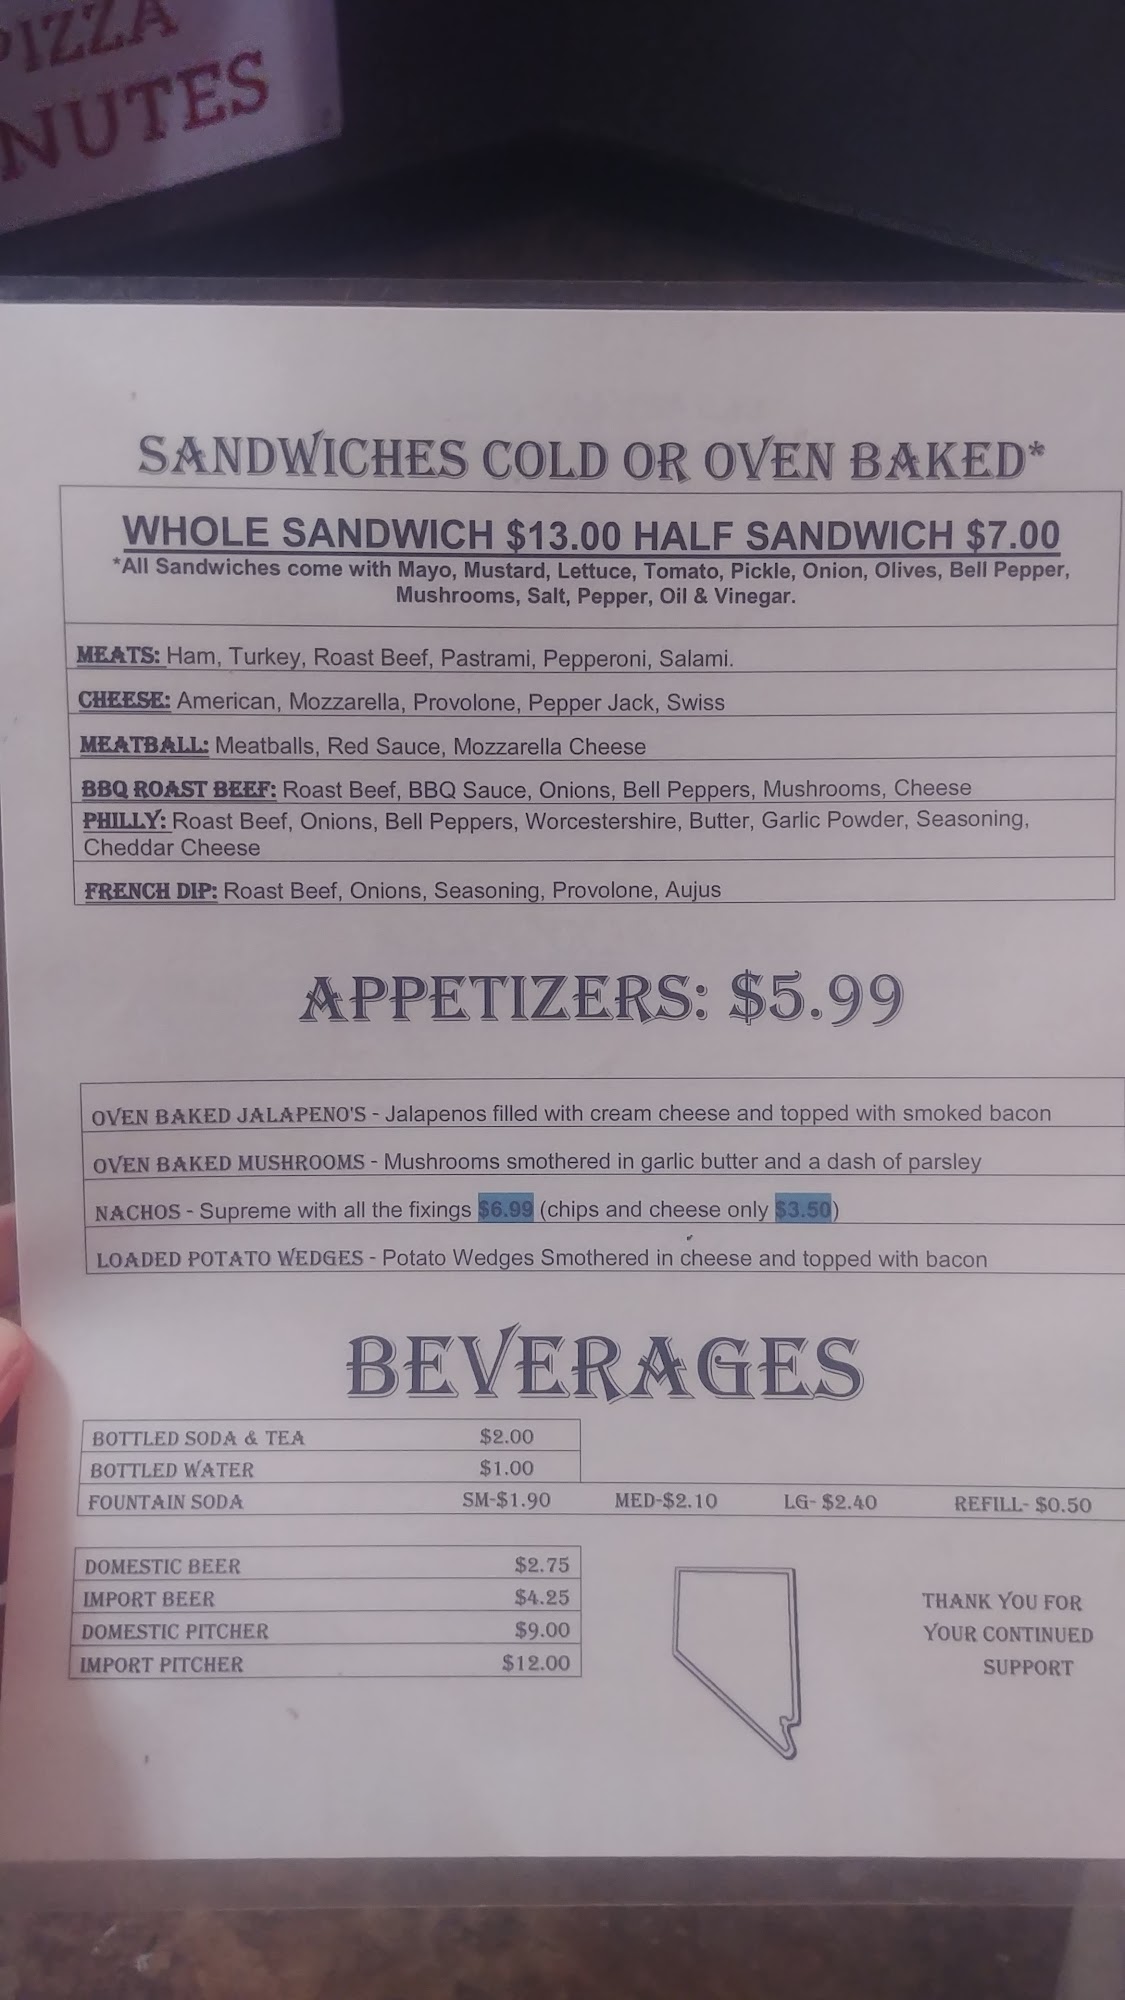 PIZZA
NUTES
SANDWICHES COLD OR OVEN BAKED*
WHOLE SANDWICH $13.00 HALF SANDWICH $7.00
*All Sandwiches come with Mayo, Mustard, Lettuce, Tomato, Pickle, Onion, Olives, Bell Pepper,
Mushrooms, Salt, Pepper, Oil & Vinegar.
MEATS: Ham, Turkey, Roast Beef, Pastrami, Pepperoni, Salami.
CHEESE: American, Mozzarella, Provolone, Pepper Jack, Swiss
MEATBALL: Meatballs, Red Sauce, Mozzarella Cheese
BBQ ROAST BEEF: Roast Beef, BBQ Sauce, Onions, Bell Peppers, Mushrooms, Cheese
PHILLY: Roast Beef, Onions, Bell Peppers, Worcestershire, Butter, Garlic Powder, Seasoning,
Cheddar Cheese
FRENCH DIP: Roast Beef, Onions, Seasoning, Provolone, Aujus
APPETIZERS: $5.99
OVEN BAKED JALAPENO'S - Jalapenos filled with cream cheese and topped with smoked bacon
OVEN BAKED MUSHROOMS - Mushrooms smothered in garlic butter and a dash of parsley
NACHOS - Supreme with all the fixings $6.99 (chips and cheese only $3.50)
LOADED POTATO WEDGES - Potato Wedges Smothered in cheese and topped with bacon
BEVERAGES
BOTTLED SODA & TEA $2.00
BOTTLED WATER $1.00
FOUNTAIN SODA SM-$1.90 MED-$2.10 LG- $2.40 REFILL- $0.50
DOMESTIC BEER $2.75
IMPORT BEER $4.25
DOMESTIC PITCHER $9.00
IMPORT PITCHER $12.00
THANK YOU FOR
YOUR CONTINUED
SUPPORT